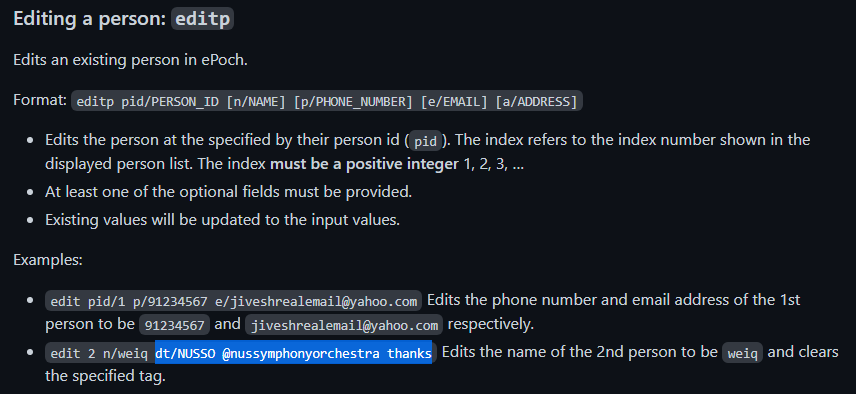 Editing a person: editp
Edits an existing person in ePoch.
Format: editp pid/PERSON_ID [n/NAME] [p/PHONE_NUMBER] [e/EMAIL] [a/ADDRESS]
• Edits the person at the specified by their person id ( pid ). The index refers to the index number shown in the
displayed person list. The index must be a positive integer 1, 2, 3, …
• At least one of the optional fields must be provided.
• Existing values will be updated to the input values.
Examples:
• edit pid/1 p/91234567 e/jiveshrealemail@yahoo.com Edits the phone number and email address of the 1st
person to be 91234567 and jiveshrealemail@yahoo.com respectively.
• edit 2 n/weiq dt/NUSSO @nussymphonyorchestra thanks Edits the name of the 2nd person to be weiq and clears
the specified tag.